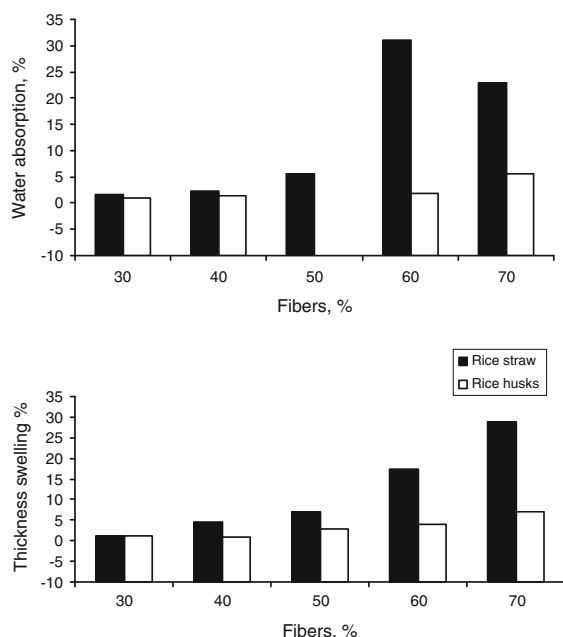 Water absorption, %
35
30
25
20
15
10
5
0
-5
-10
30 40 50 60 70
Fibers, %
Rice straw
Rice husks
Thickness swelling %
35
30
25
20
15
10
5
0
-5
-10
30 40 50 60 70
Fibers, %